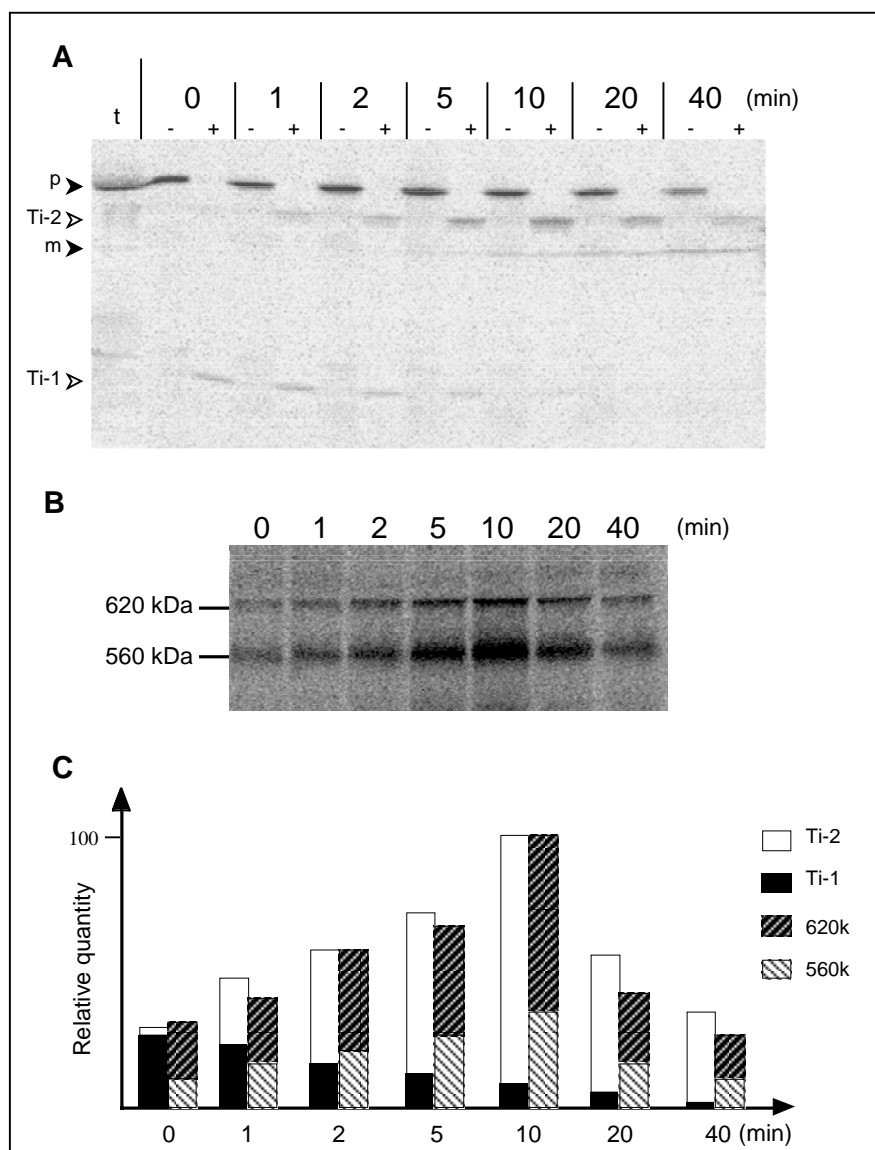 A
t 0 1 2 5 10 20 40 (min)
- + - + - + - + - + - + - +
p
Ti-2
m
Ti-1
B
0 1 2 5 10 20 40 (min)
620 kDa
560 kDa
C
100
Relative quantity
Ti-2
Ti-1
620k
560k
0 1 2 5 10 20 40 (min)